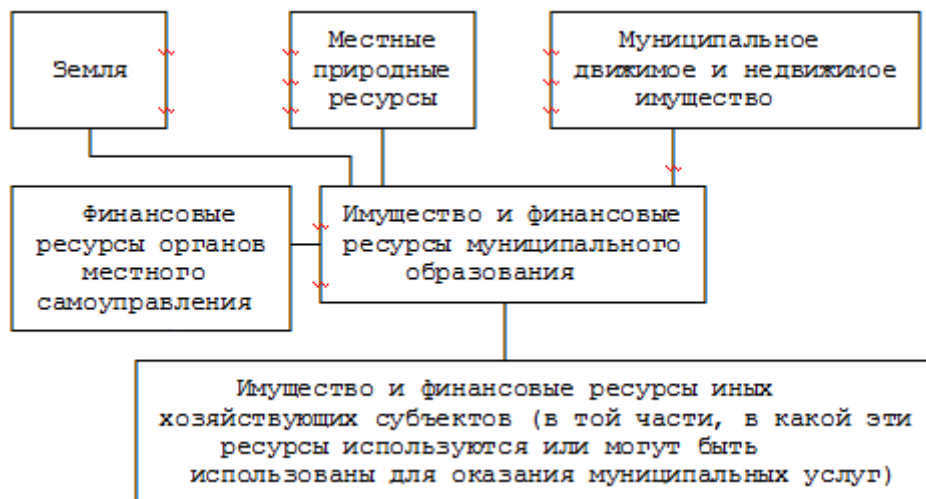 Земля
Местные
природные
ресурсы
Муниципальное
движимое и недвижимое
имущество
Финансовые
ресурсы органов
местного
самоуправления
Имущество и финансовые
ресурсы муниципального
образования
Имущество и финансовые ресурсы иных
хозяйствующих субъектов (в той части, в какой эти
ресурсы используются или могут быть
использованы для оказания муниципальных услуг)